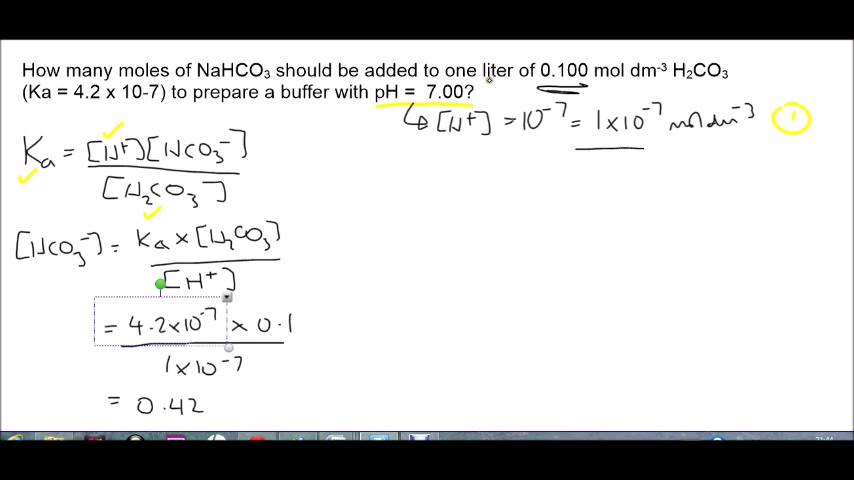 How many moles of NaHCO₃ should be added to one liter of 0.100 mol dm⁻³ H₂CO₃
(Ka = 4.2 x 10-7) to prepare a buffer with pH = 7.00?
[H⁺] = 10⁻⁷ = 1x10⁻⁷ mol dm⁻³ 1
Ka = [H⁺][HCO₃⁻]
[H₂CO₃]
[HCO₃⁻] = Ka x [H₂CO₃]
[H⁺]
= 4.2x10⁻⁷ x 0.1
1x10⁻⁷
= 0.42